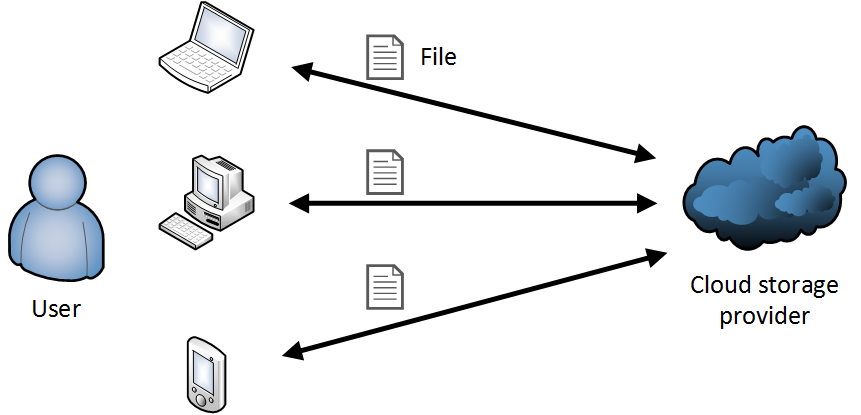 File
User
Cloud storage
provider